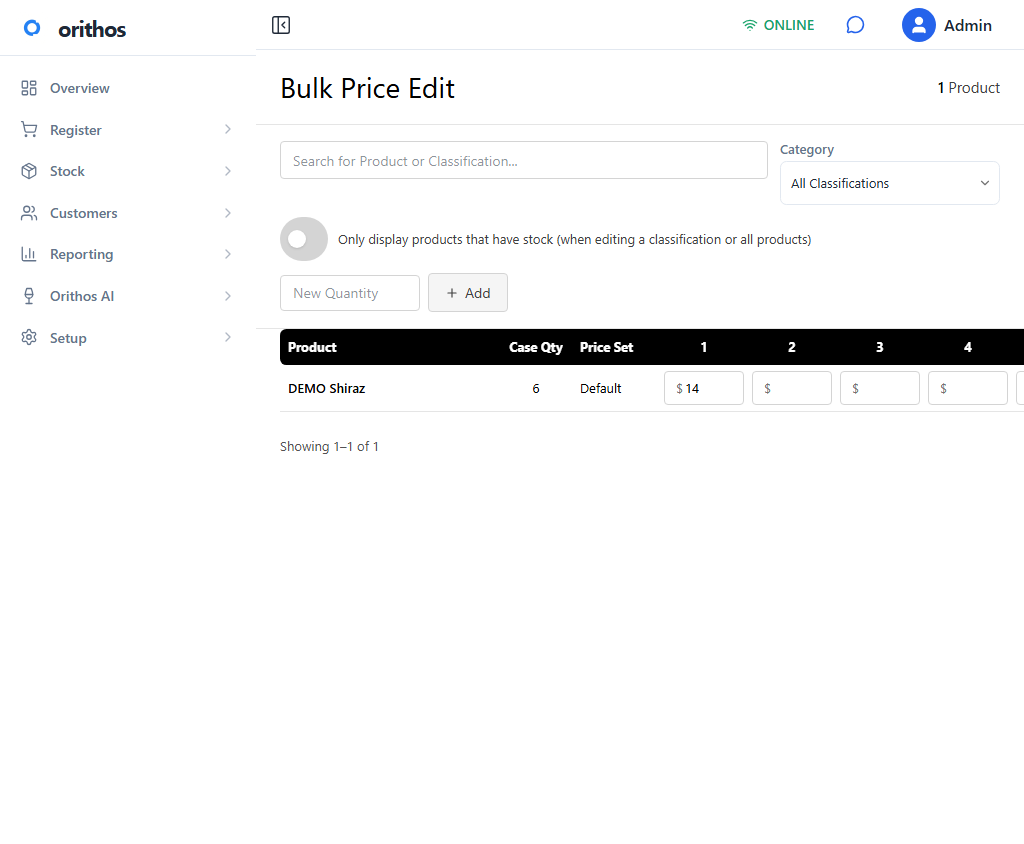 orithos
ONLINE
Admin
Overview
Register
Stock
Customers
Reporting
Orithos AI
Setup
Bulk Price Edit
1 Product
Search for Product or Classification...
Category
All Classifications
Only display products that have stock (when editing a classification or all products)
New Quantity
+ Add
Product Case Qty Price Set 1 2 3 4
DEMO Shiraz 6 Default $ 14 $ $ $
Showing 1–1 of 1